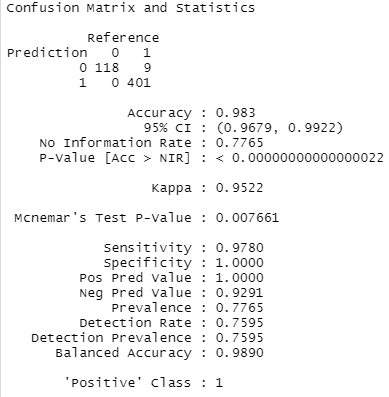 Confusion Matrix and Statistics
Reference
Prediction 0 1
0 118 9
1 0 401
Accuracy : 0.983
95% CI : (0.9679, 0.9922)
No Information Rate : 0.7765
P-Value [Acc > NIR] : < 0.00000000000000022
Kappa : 0.9522
Mcnemar's Test P-Value : 0.007661
Sensitivity : 0.9780
Specificity : 1.0000
Pos Pred Value : 1.0000
Neg Pred Value : 0.9291
Prevalence : 0.7765
Detection Rate : 0.7595
Detection Prevalence : 0.7595
Balanced Accuracy : 0.9890
'Positive' Class : 1